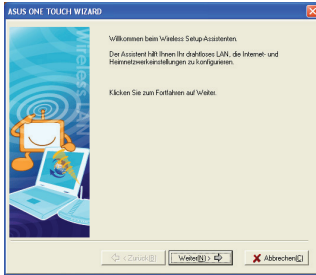 ASUS ONE TOUCH WIZARD
Wireless LAN
Willkommen beim Wireless Setup-Assistenten.
Der Assistent hilft Ihnen Ihr drahtloses LAN, die Internet- und
Heimnetzwerkeinstellungen zu konfigurieren.
Klicken Sie zum Fortfahren auf Weiter.
< Zurück(B)
Weiter(N) >
Abbrechen(C)